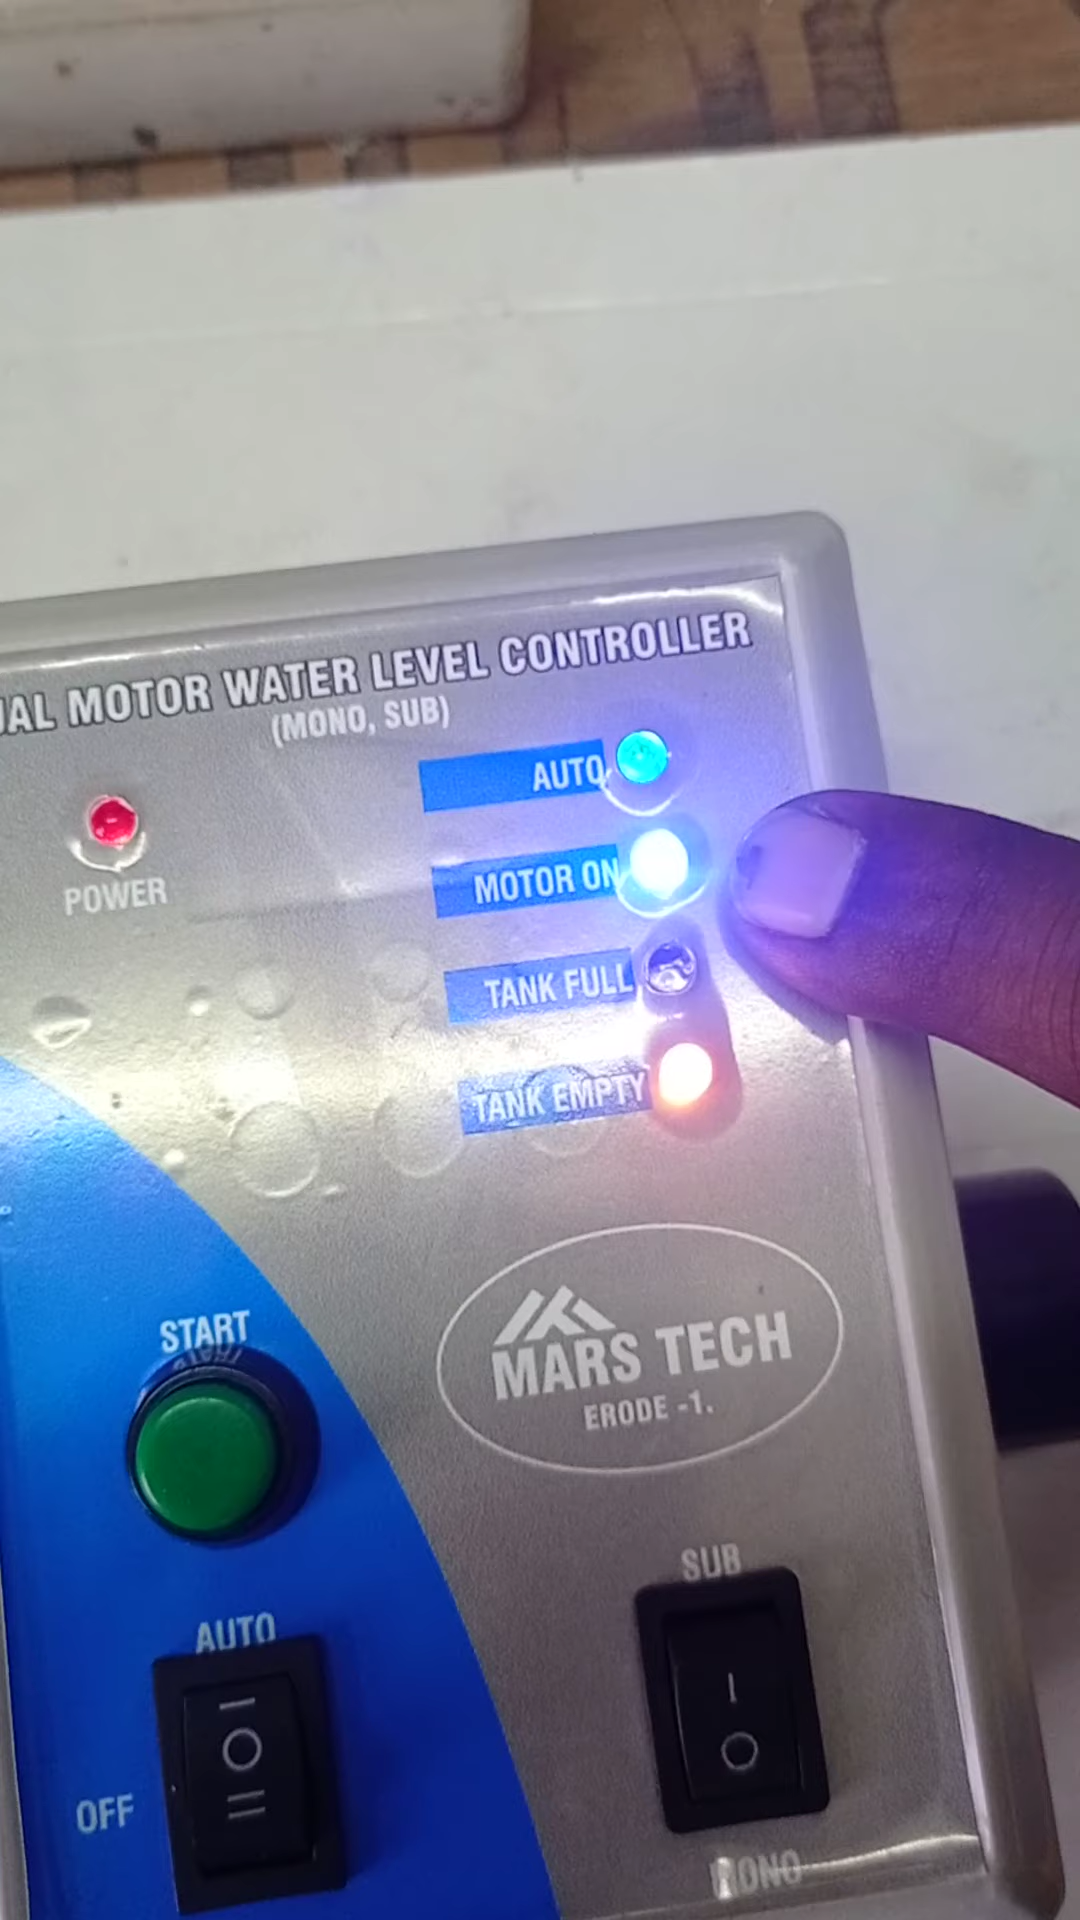 MOTOR WATER LEVEL CONTROLLER
(MONO, SUB)
AUTO
MOTOR ON
POWER
TANK FULL
TANK EMPTY
START
MARS TECH
ERODE -1.
SUB
AUTO
OFF
MONO